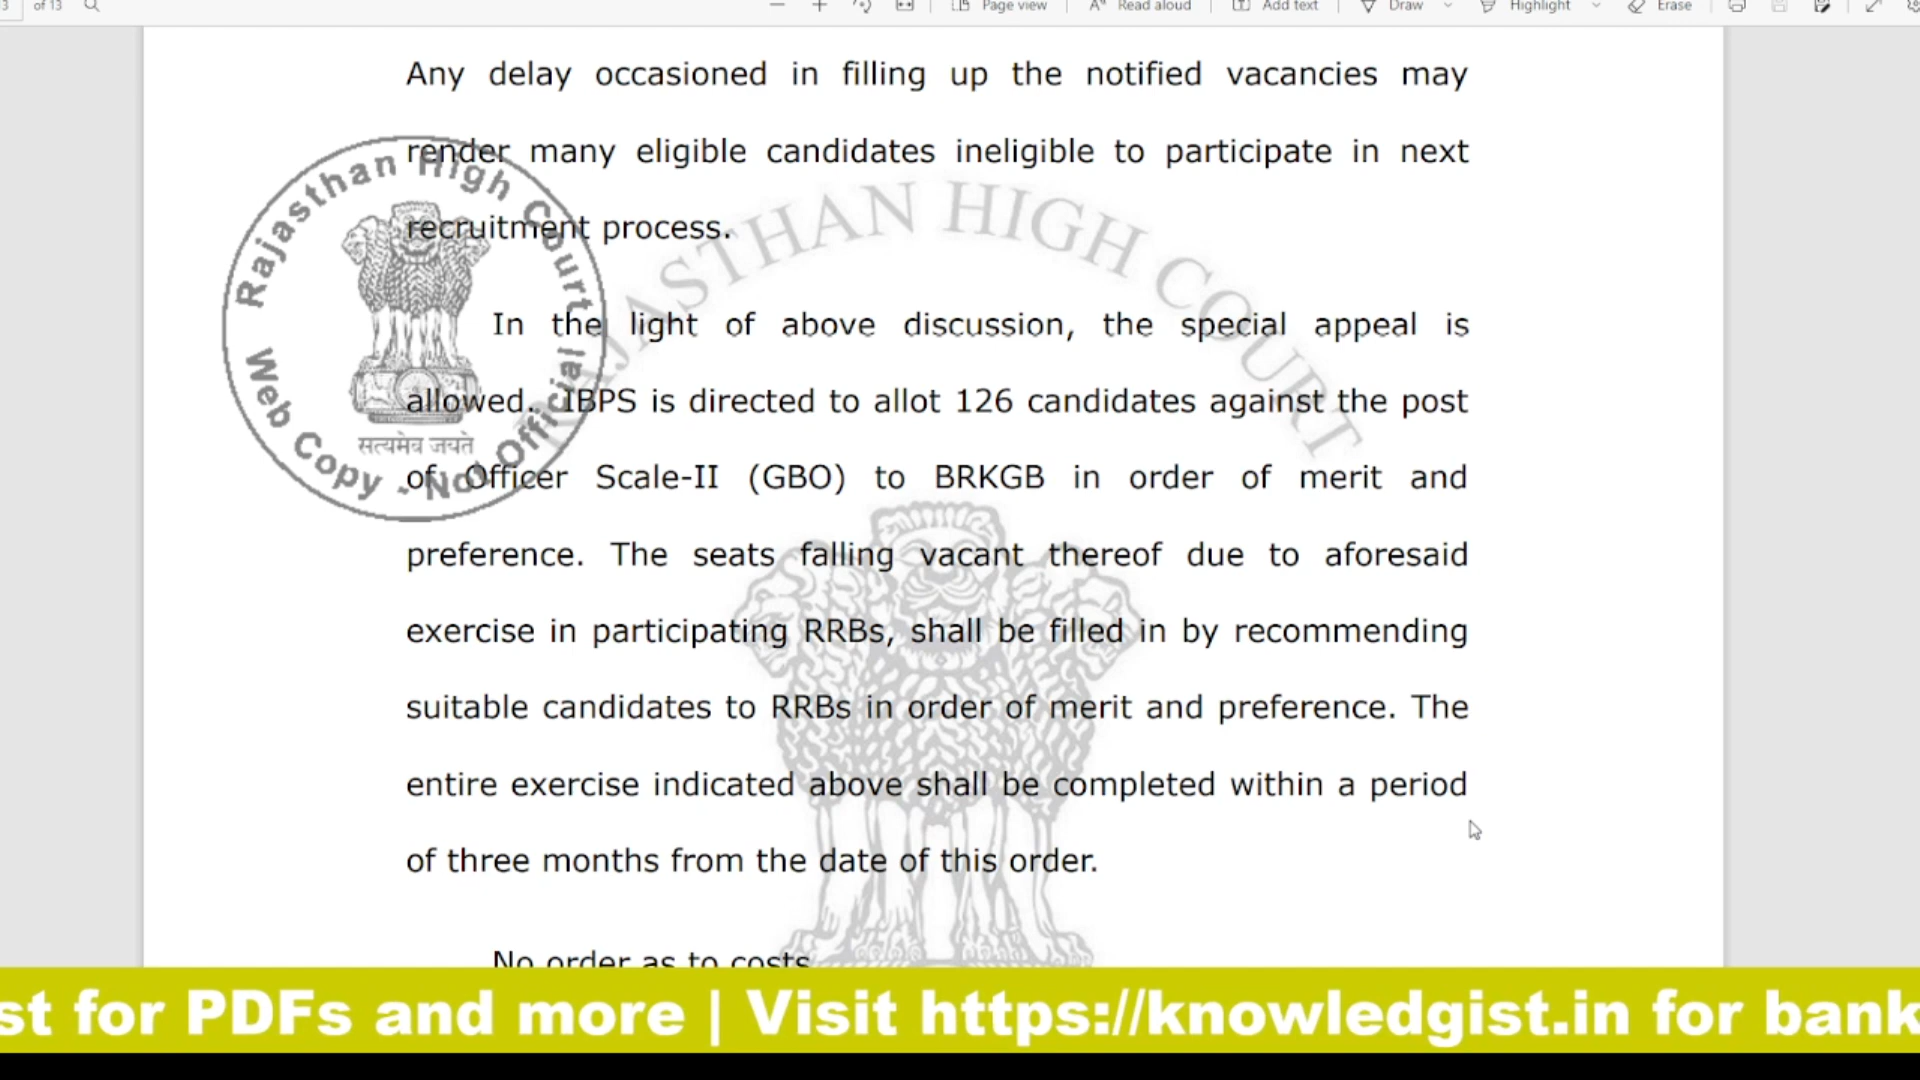 of 13
Page view
Read aloud
Add text
Draw
Highlight
Erase
Any delay occasioned in filling up the notified vacancies may
render many eligible candidates ineligible to participate in next
recruitment process.
In the light of above discussion, the special appeal is
allowed. IBPS is directed to allot 126 candidates against the post
of Officer Scale-II (GBO) to BRKGB in order of merit and
preference. The seats falling vacant thereof due to aforesaid
exercise in participating RRBs, shall be filled in by recommending
suitable candidates to RRBs in order of merit and preference. The
entire exercise indicated above shall be completed within a period
of three months from the date of this order.
No order as to costs
Rajasthan High Court
Web Copy - Not Official
सत्यमेव जयते
RAJASTHAN HIGH COURT
st for PDFs and more | Visit https://knowledgist.in for bank